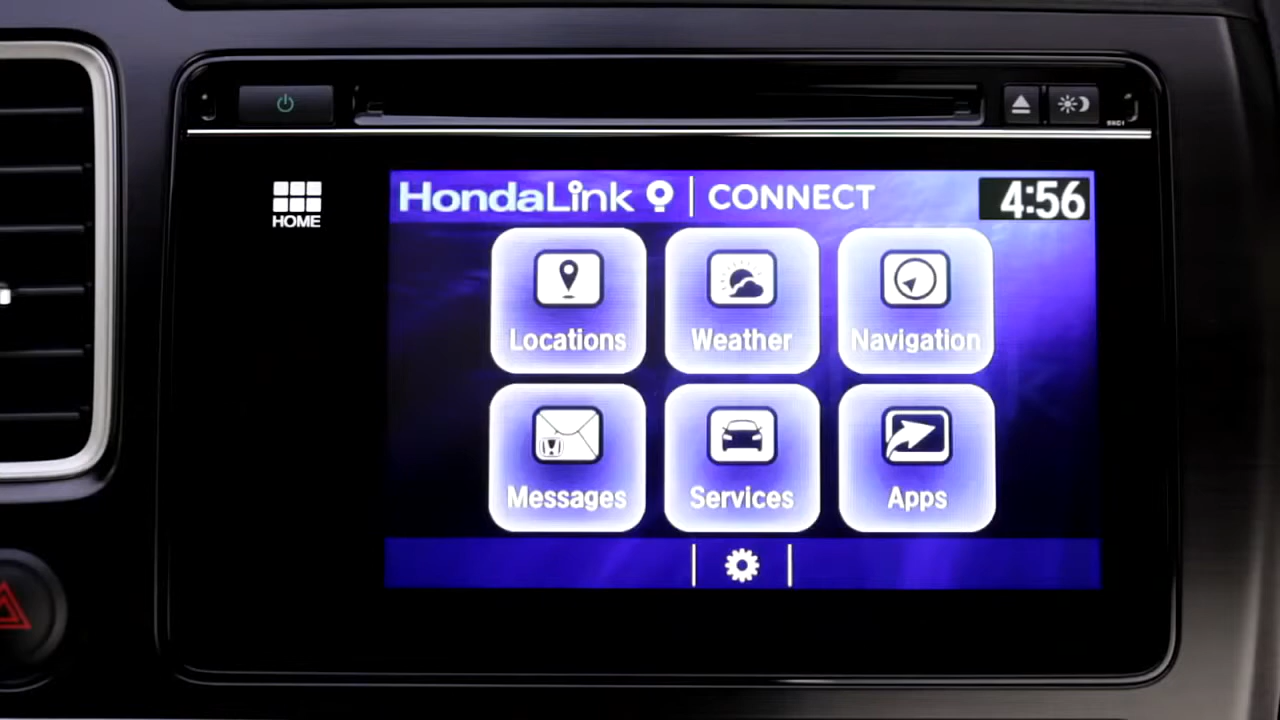 HOME
HondaLink | CONNECT
4:56
Locations
Weather
Navigation
Messages
Services
Apps